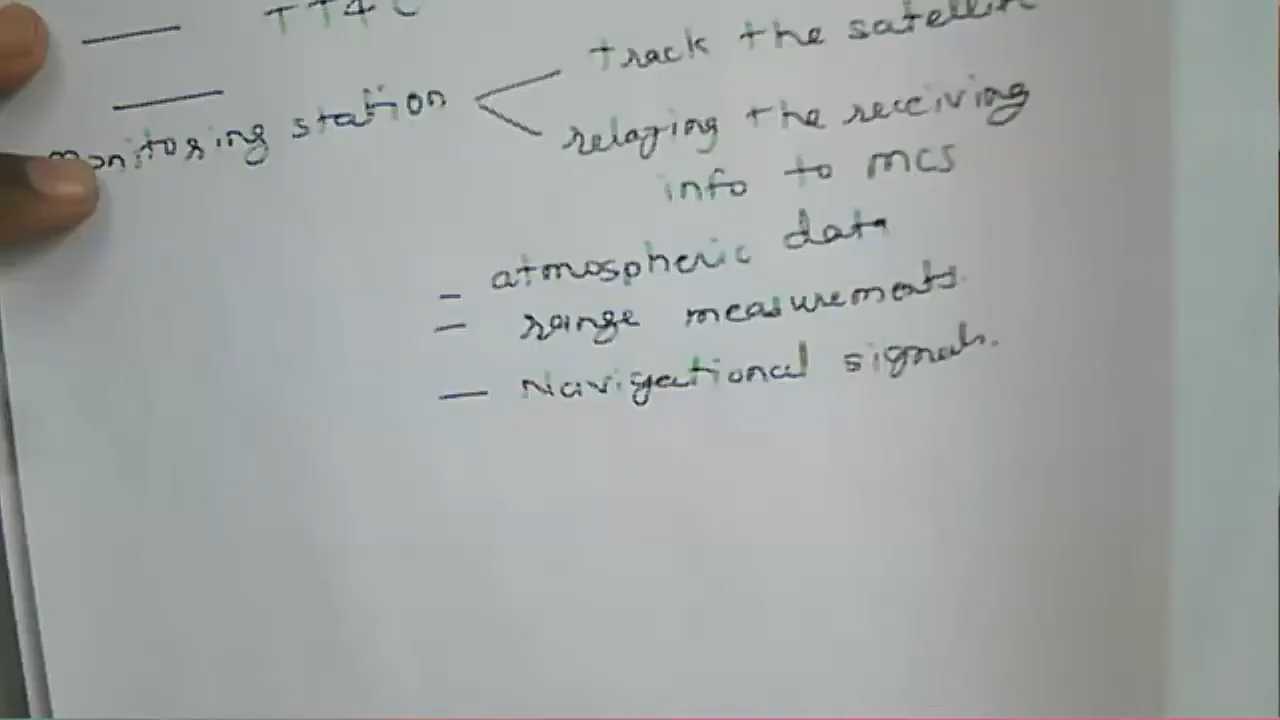 — TT&C
— monitoring station
track the satellite
relaying the receiving
info to mcs
- atmospheric data
- range measurements.
- Navigational signals.